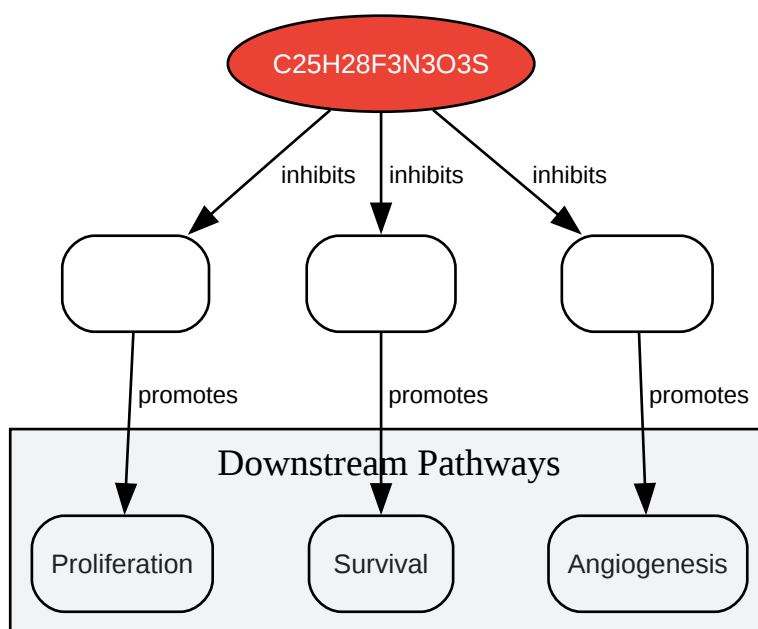 C25H28F3N3O3S
inhibits
inhibits
inhibits
promotes
promotes
promotes
Downstream Pathways
Proliferation
Survival
Angiogenesis